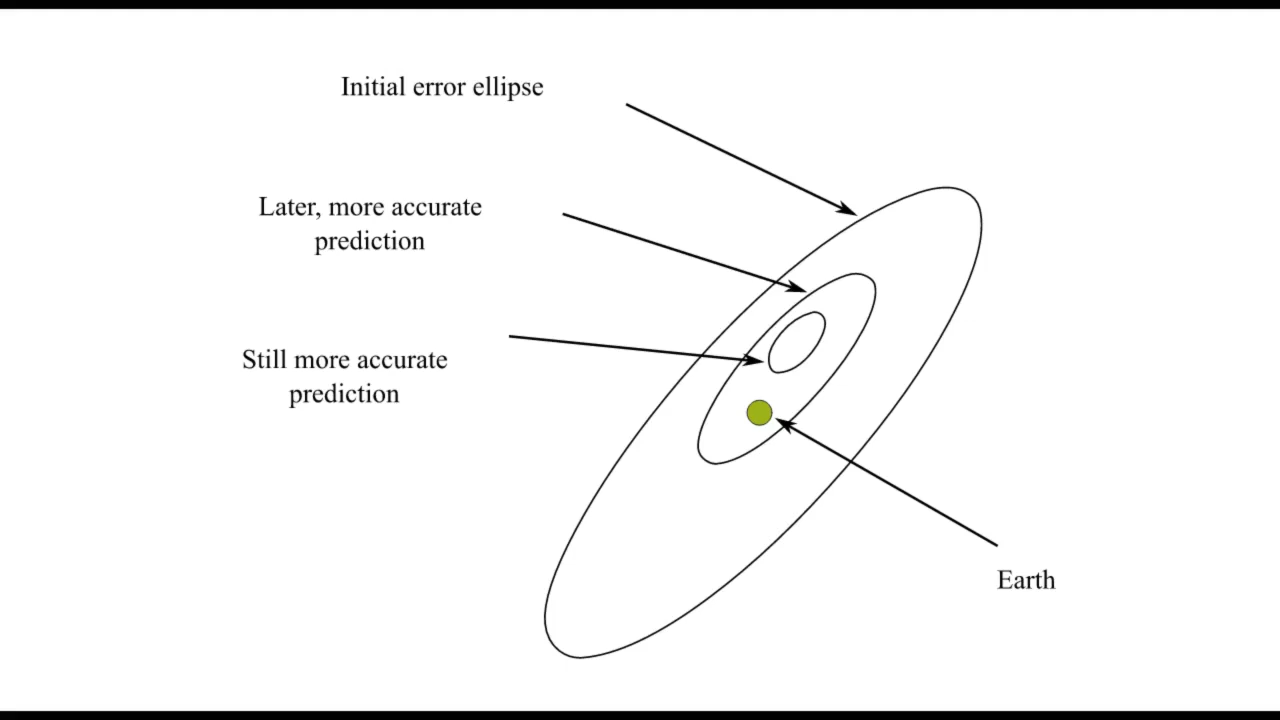 Initial error ellipse
Later, more accurate
prediction
Still more accurate
prediction
Earth